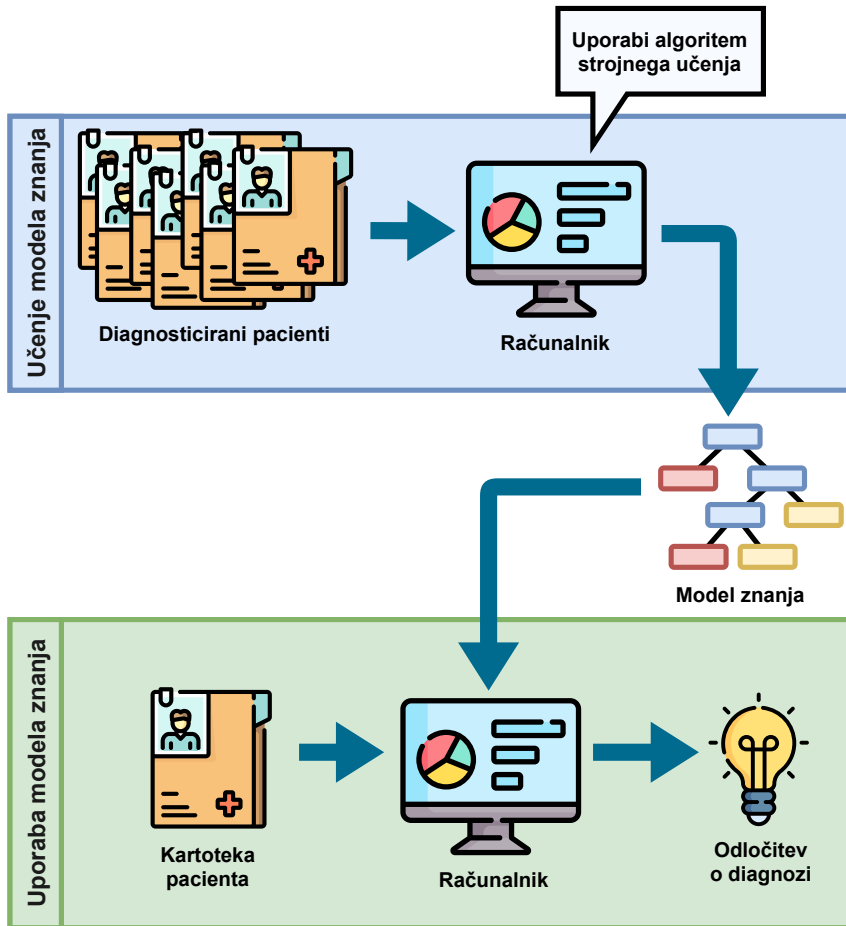 Uporabi algoritem
strojnega učenja
Učenje modela znanja
Diagnosticirani pacienti
Računalnik
Model znanja
Uporaba modela znanja
Kartoteka
pacienta
Računalnik
Odločitev
o diagnozi